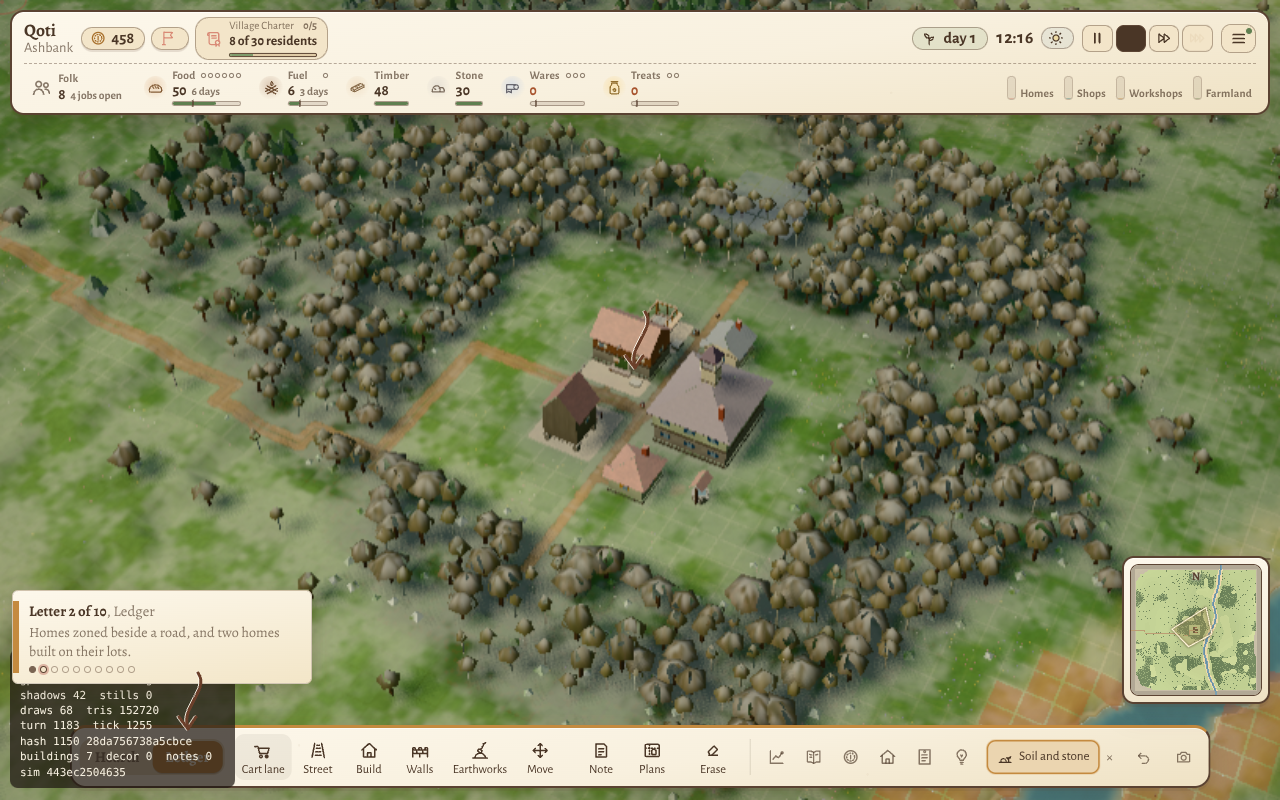 Qoti
Ashbank
458
Village Charter 0/5
8 of 30 residents
day 1
12:16
Folk
8 4 jobs open
Food
50 6 days
Fuel
6 3 days
Timber
48
Stone
30
Wares
0
Treats
0
Homes
Shops
Workshops
Farmland
N
Letter 2 of 10, Ledger
Homes zoned beside a road, and two homes
built on their lots.
shadows 42 stills 0
draws 68 tris 152720
turn 1183 tick 1255
hash 1150 28da756738a5cbce
buildings 7 decor 0 notes 0
sim 443ec2504635
Cart lane
Street
Build
Walls
Earthworks
Move
Note
Plans
Erase
Soil and stone
×